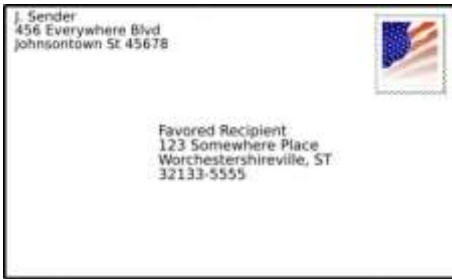 J. Sender
456 Everywhere Blvd
Johnsontown St 45678
Favored Recipient
123 Somewhere Place
Worchestershireville, ST
32133-5555